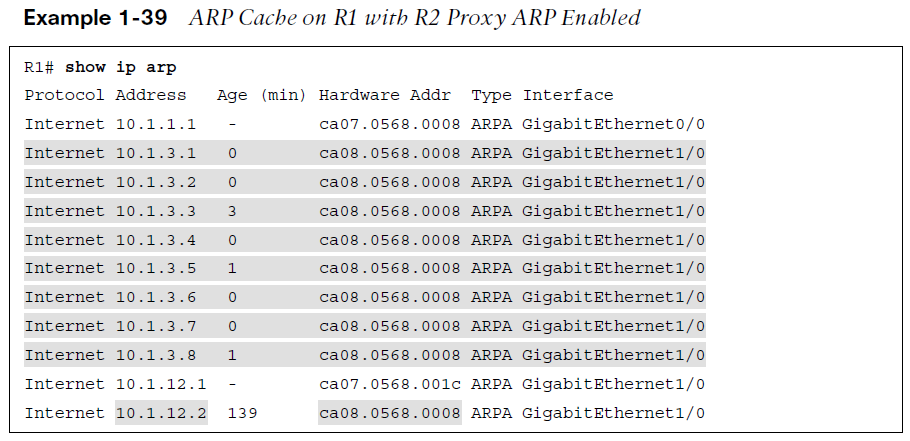 Example 1-39 ARP Cache on R1 with R2 Proxy ARP Enabled
R1# show ip arp
Protocol Address Age (min) Hardware Addr Type Interface
Internet 10.1.1.1 - ca07.0568.0008 ARPA GigabitEthernet0/0
Internet 10.1.3.1 0 ca08.0568.0008 ARPA GigabitEthernet1/0
Internet 10.1.3.2 0 ca08.0568.0008 ARPA GigabitEthernet1/0
Internet 10.1.3.3 3 ca08.0568.0008 ARPA GigabitEthernet1/0
Internet 10.1.3.4 0 ca08.0568.0008 ARPA GigabitEthernet1/0
Internet 10.1.3.5 1 ca08.0568.0008 ARPA GigabitEthernet1/0
Internet 10.1.3.6 0 ca08.0568.0008 ARPA GigabitEthernet1/0
Internet 10.1.3.7 0 ca08.0568.0008 ARPA GigabitEthernet1/0
Internet 10.1.3.8 1 ca08.0568.0008 ARPA GigabitEthernet1/0
Internet 10.1.12.1 - ca07.0568.001c ARPA GigabitEthernet1/0
Internet 10.1.12.2 139 ca08.0568.0008 ARPA GigabitEthernet1/0